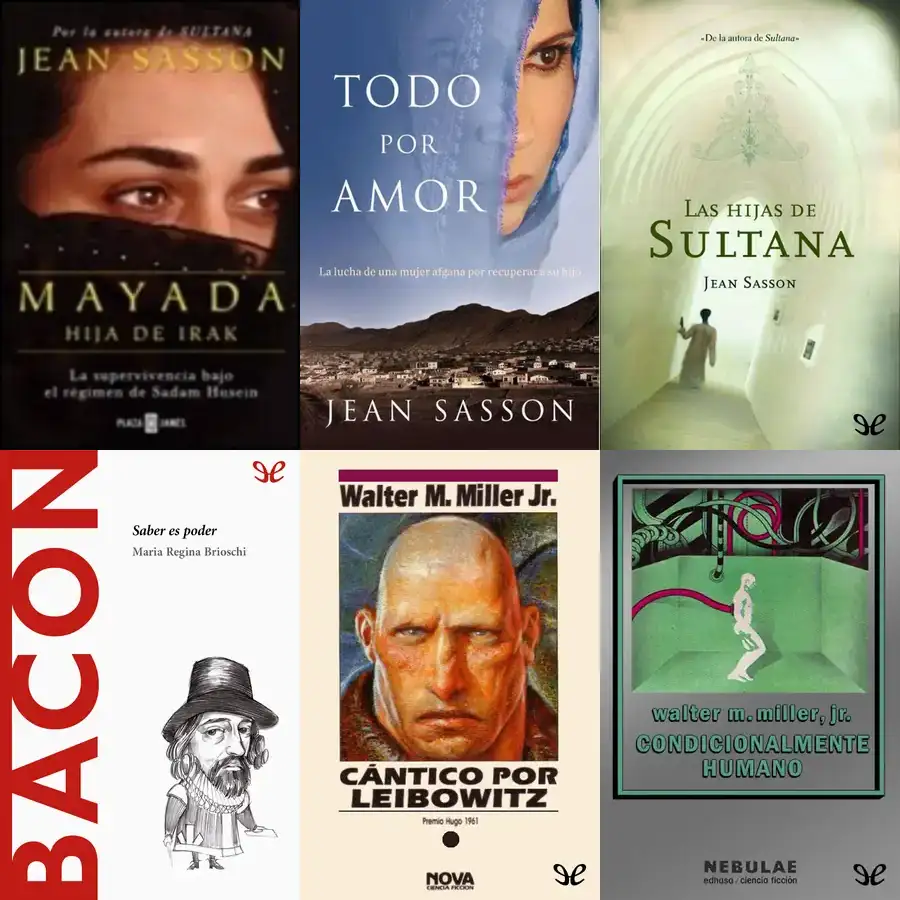 Por la autora de SULTANA
JEAN SASSON
MAYADA
HIJA DE IRAK
La supervivencia bajo
el régimen de Sadam Husein
PLAZA JANÉS
TODO
POR
AMOR
La lucha de una mujer afgana por recuperar a su hijo
JEAN SASSON
«De la autora de Sultana»
LAS HIJAS DE
SULTANA
JEAN SASSON
BACON
Saber es poder
Maria Regina Brioschi
Walter M. Miller Jr.
CÁNTICO POR
LEIBOWITZ
Premio Hugo 1961
NOVA
CIENCIA FICCION
walter m. miller, jr.
CONDICIONALMENTE
HUMANO
NEBULAE
edhasa / ciencia ficción